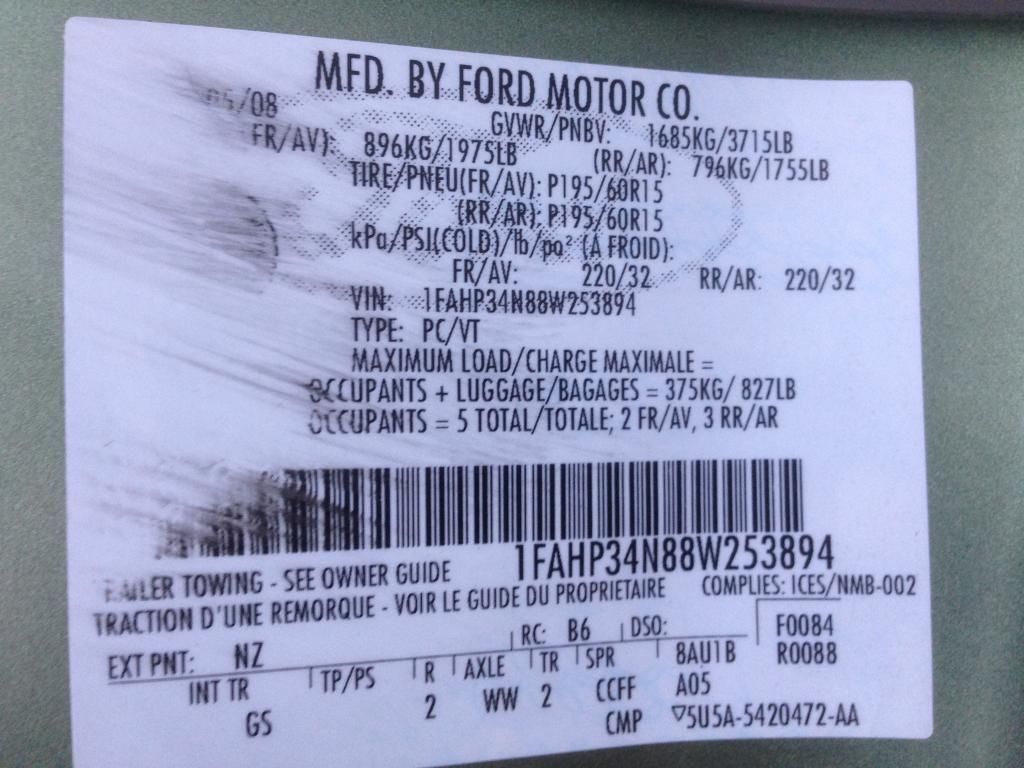 MFD. BY FORD MOTOR CO.
05/08 GVWR/PNBV: 1685KG/3715LB
FR/AV): 896KG/1975LB (RR/AR): 796KG/1755LB
TIRE/PNEU(FR/AV): P195/60R15
(RR/AR): P195/60R15
kPa/PSI(COLD)/lb/po² (À FROID):
FR/AV: 220/32 RR/AR: 220/32
VIN: 1FAHP34N88W253894
TYPE: PC/VT
MAXIMUM LOAD/CHARGE MAXIMALE =
OCCUPANTS + LUGGAGE/BAGAGES = 375KG/ 827LB
OCCUPANTS = 5 TOTAL/TOTALE; 2 FR/AV, 3 RR/AR
1FAHP34N88W253894
TRAILER TOWING - SEE OWNER GUIDE COMPLIES: ICES/NMB-002
TRACTION D'UNE REMORQUE - VOIR LE GUIDE DU PROPRIETAIRE
EXT PNT: NZ RC: B6 DSO: F0084
INT TR TP/PS R AXLE TR SPR 8AU1B R0088
GS 2 WW 2 CCFF A05
CMP ▽5U5A-5420472-AA